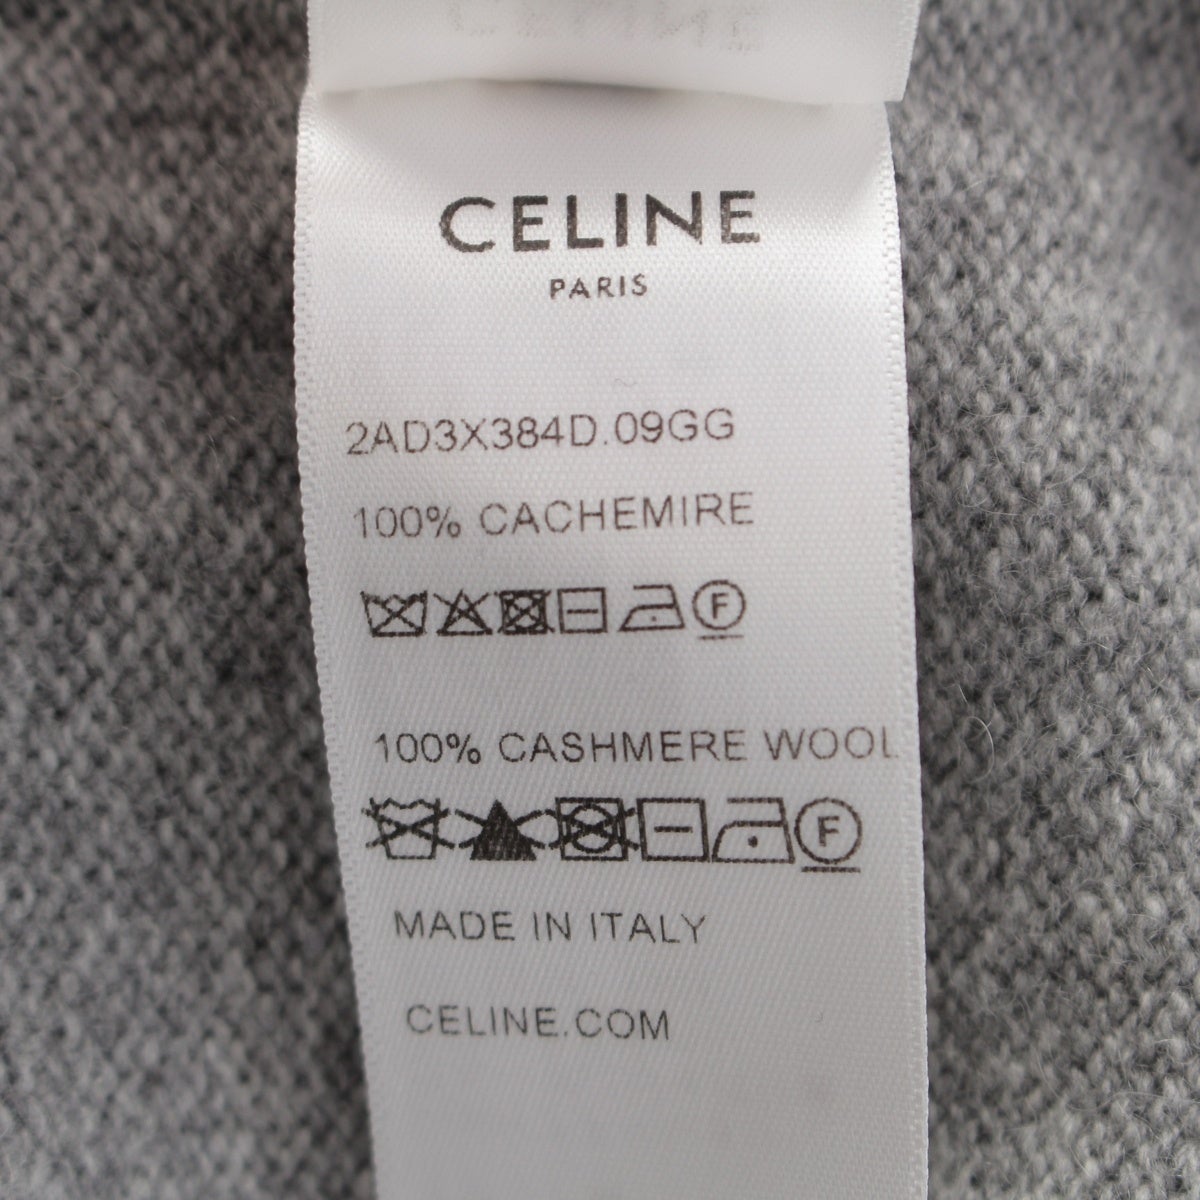 CELINE
PARIS
2AD3X384D.09GG
100% CACHEMIRE
F
100% CASHMERE WOOL
F
MADE IN ITALY
CELINE.COM